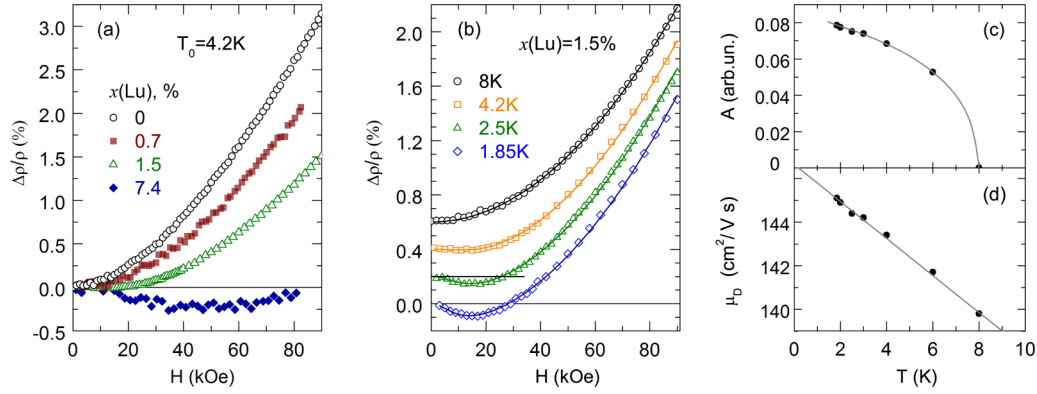 (a)
T₀=4.2K
x(Lu), %
0
0.7
1.5
7.4
Δρ/ρ (%)
3.0
2.5
2.0
1.5
1.0
0.5
0.0
-0.5
0 20 40 60 80
H (kOe)
(b)
x(Lu)=1.5%
8K
4.2K
2.5K
1.85K
Δρ/ρ (%)
2.0
1.6
1.2
0.8
0.4
0.0
0 20 40 60 80
H (kOe)
(c)
A (arb.un.)
0.08
0.06
0.04
0.02
0
(d)
μD (cm²/ V s)
144
142
140
0 2 4 6 8 10
T (K)